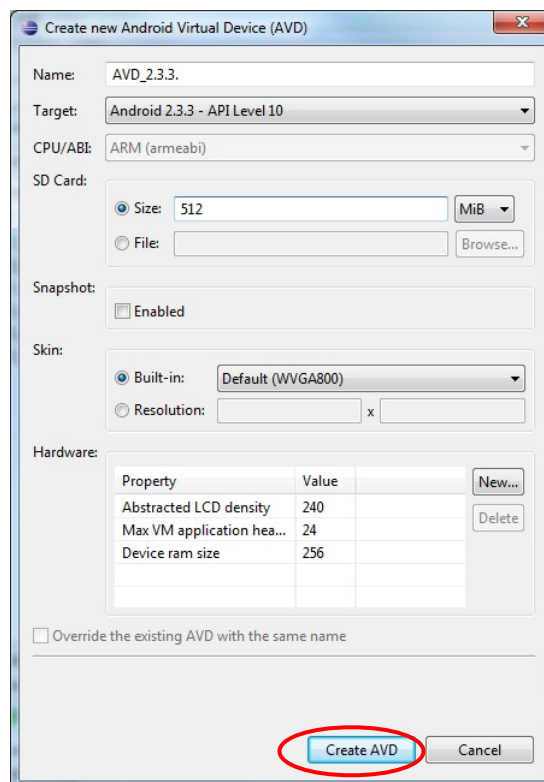 Create new Android Virtual Device (AVD)
Name: AVD_2.3.3.
Target: Android 2.3.3 - API Level 10
CPU/ABI: ARM (armeabi)
SD Card:
Size: 512 MiB
File: Browse...
Snapshot:
Enabled
Skin:
Built-in: Default (WVGA800)
Resolution: x
Hardware:
Property Value New...
Abstracted LCD density 240
Delete
Max VM application hea... 24
Device ram size 256
Override the existing AVD with the same name
Create AVD Cancel